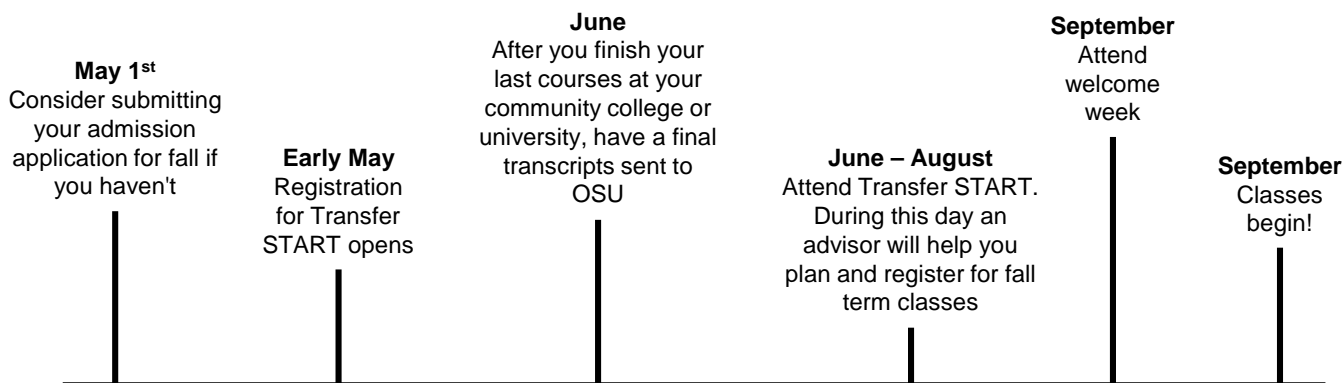 May 1st
Consider submitting
your admission
application for fall if
you haven't
Early May
Registration
for Transfer
START opens
June
After you finish your
last courses at your
community college or
university, have a final
transcripts sent to
OSU
June – August
Attend Transfer START.
During this day an
advisor will help you
plan and register for fall
term classes
September
Attend
welcome
week
September
Classes
begin!